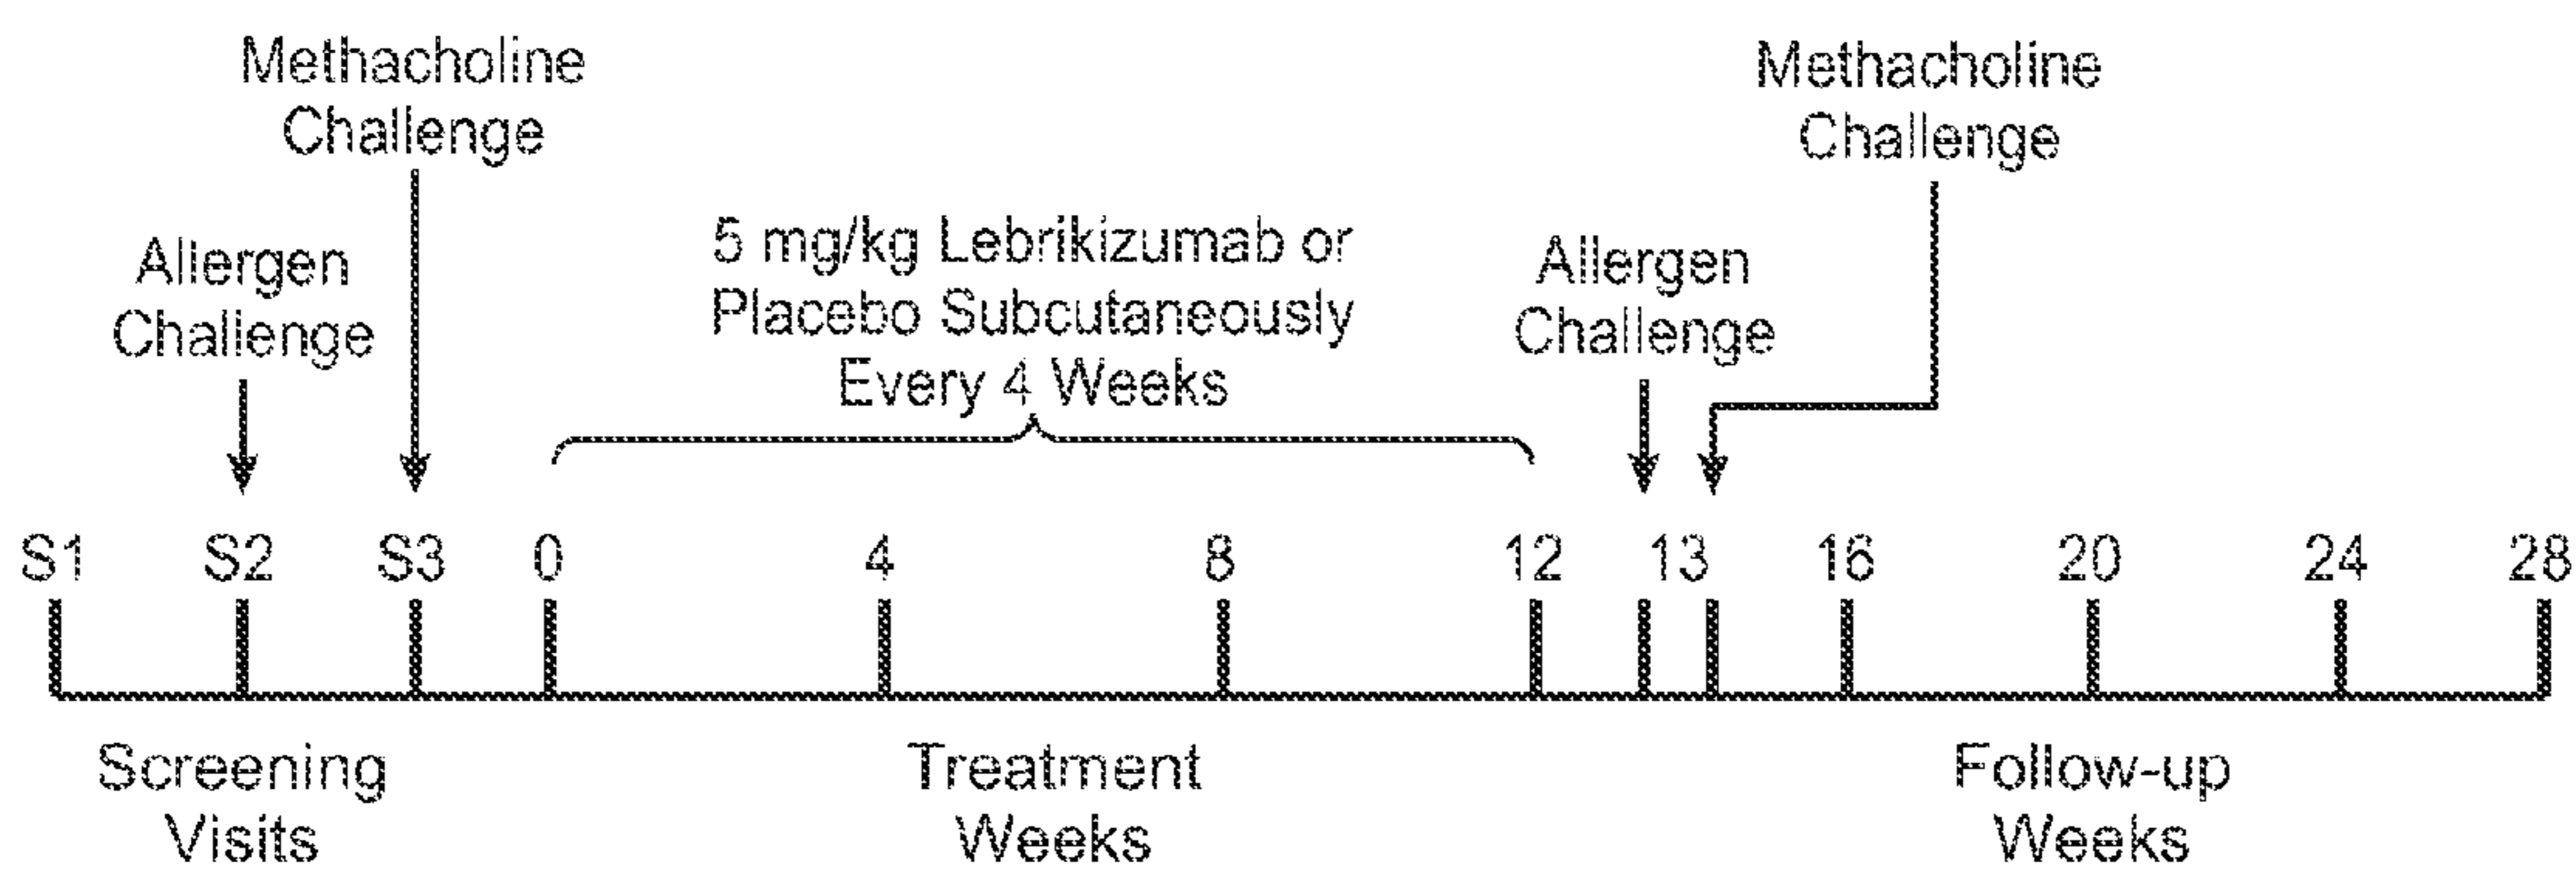 Methacholine
Challenge
Allergen
Challenge
5 mg/kg Lebrikizumab or
Placebo Subcutaneously
Every 4 Weeks
Allergen
Challenge
Methacholine
Challenge
S1 S2 S3 0 4 8 12 13 16 20 24 28
Screening
Visits
Treatment
Weeks
Follow-up
Weeks